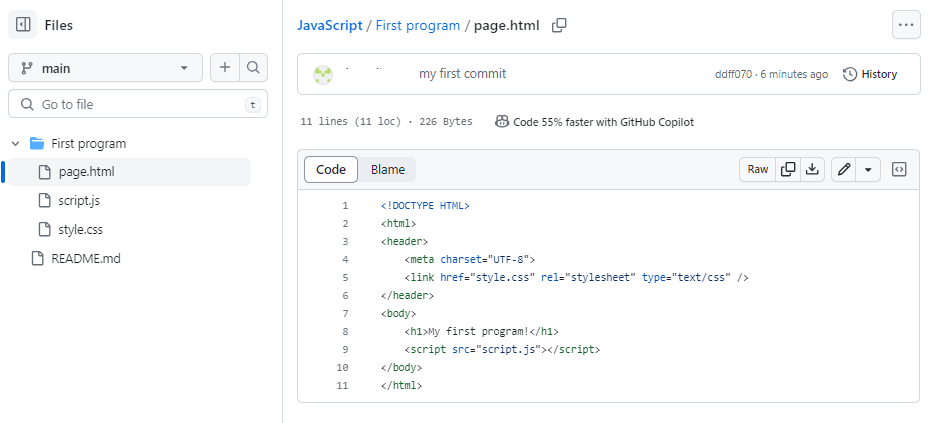 Files
main
Go to file
t
First program
page.html
script.js
style.css
README.md
JavaScript / First program / page.html
my first commit
ddff070 · 6 minutes ago
History
11 lines (11 loc) · 226 Bytes
Code 55% faster with GitHub Copilot
Code
Blame
Raw
1 <!DOCTYPE HTML>
2 <html>
3 <header>
4 <meta charset="UTF-8">
5 <link href="style.css" rel="stylesheet" type="text/css" />
6 </header>
7 <body>
8 <h1>My first program!</h1>
9 <script src="script.js"></script>
10 </body>
11 </html>